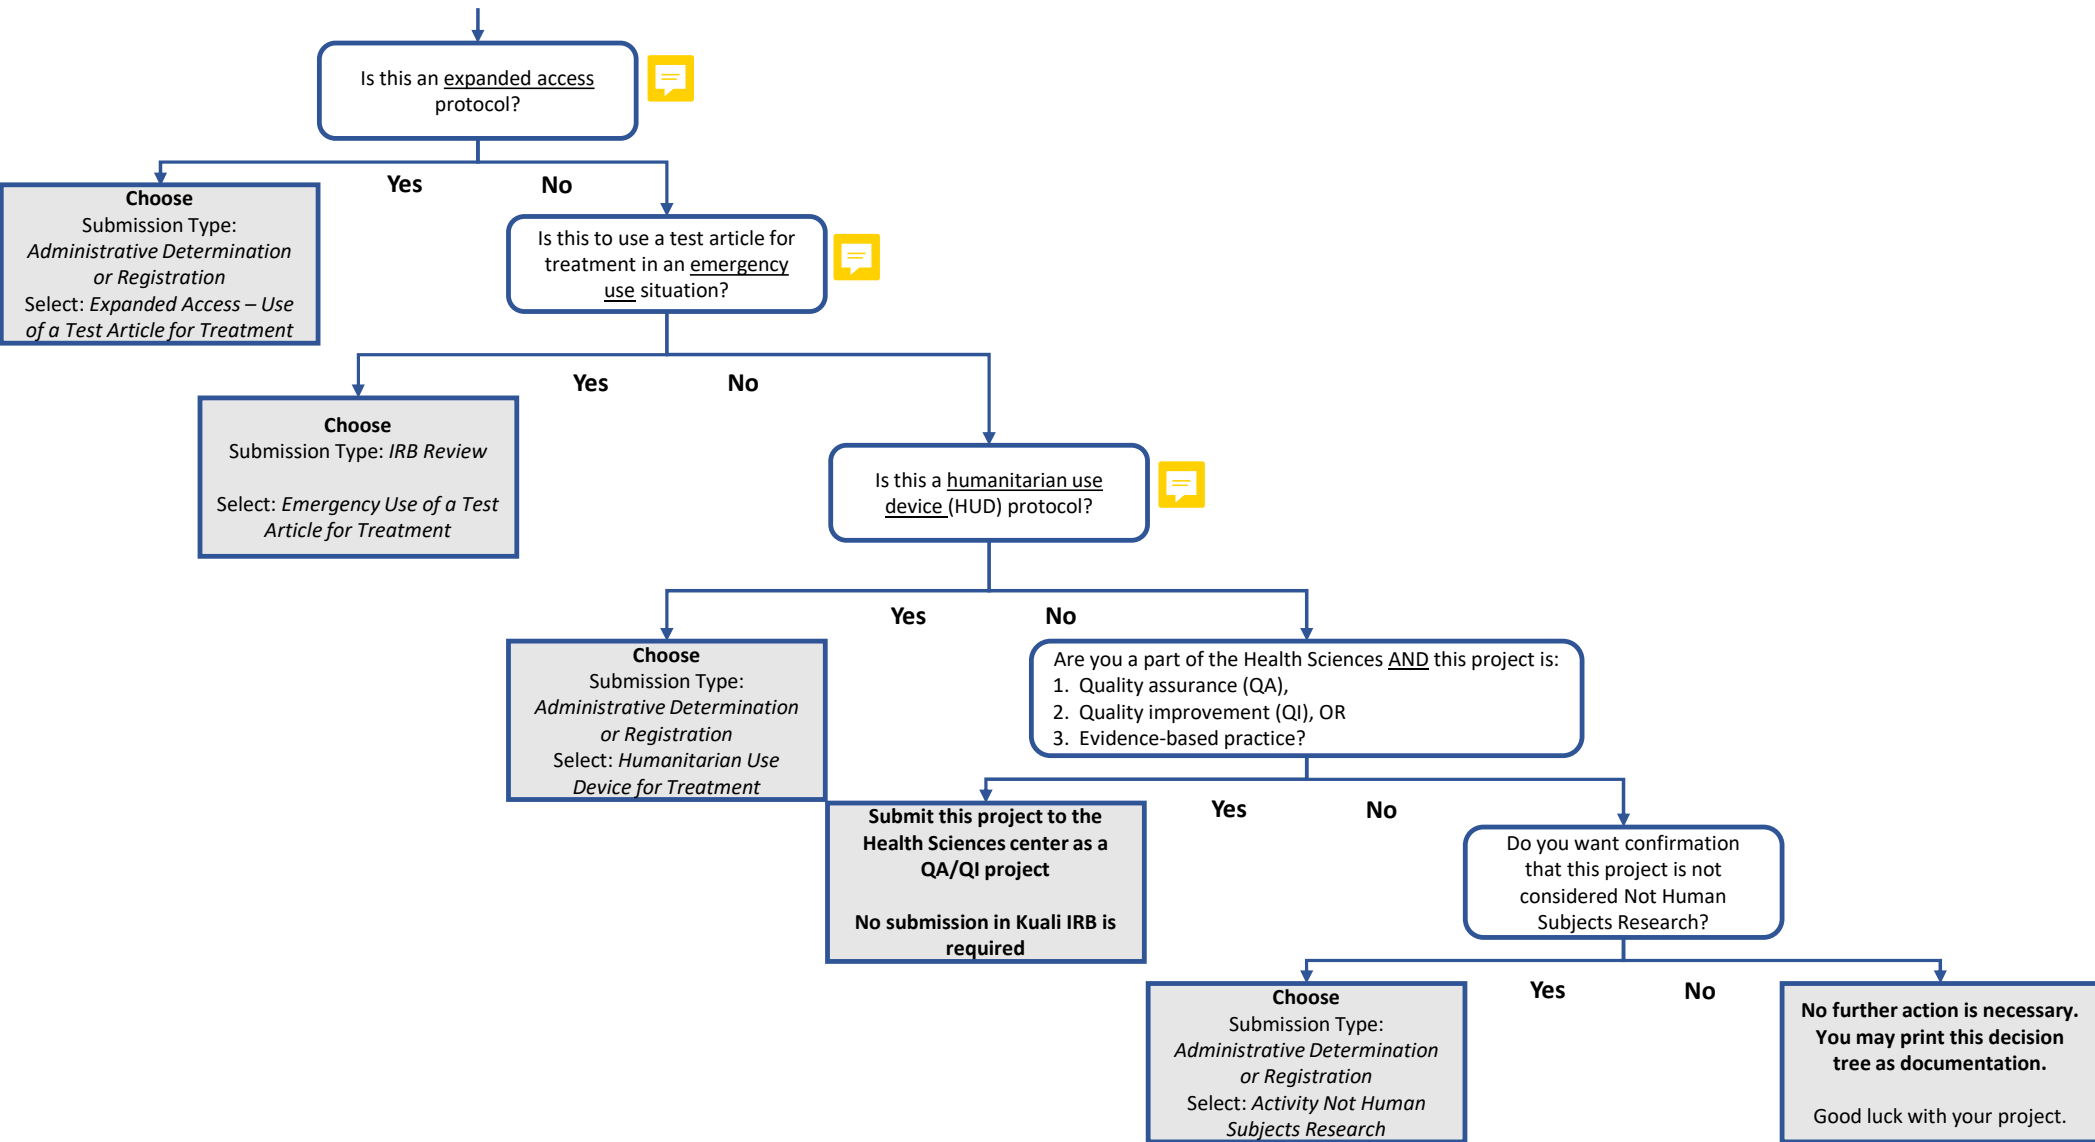 Is this an expanded access
protocol?
Yes
No
Choose
Submission Type:
Administrative Determination
or Registration
Select: Expanded Access – Use
of a Test Article for Treatment
Is this to use a test article for
treatment in an emergency
use situation?
Yes
No
Choose
Submission Type: IRB Review
Select: Emergency Use of a Test
Article for Treatment
Is this a humanitarian use
device (HUD) protocol?
Yes
No
Choose
Submission Type:
Administrative Determination
or Registration
Select: Humanitarian Use
Device for Treatment
Are you a part of the Health Sciences AND this project is:
1. Quality assurance (QA),
2. Quality improvement (QI), OR
3. Evidence-based practice?
Yes
No
Submit this project to the
Health Sciences center as a
QA/QI project
No submission in Kuali IRB is
required
Do you want confirmation
that this project is not
considered Not Human
Subjects Research?
Yes
No
Choose
Submission Type:
Administrative Determination
or Registration
Select: Activity Not Human
Subjects Research
No further action is necessary.
You may print this decision
tree as documentation.
Good luck with your project.